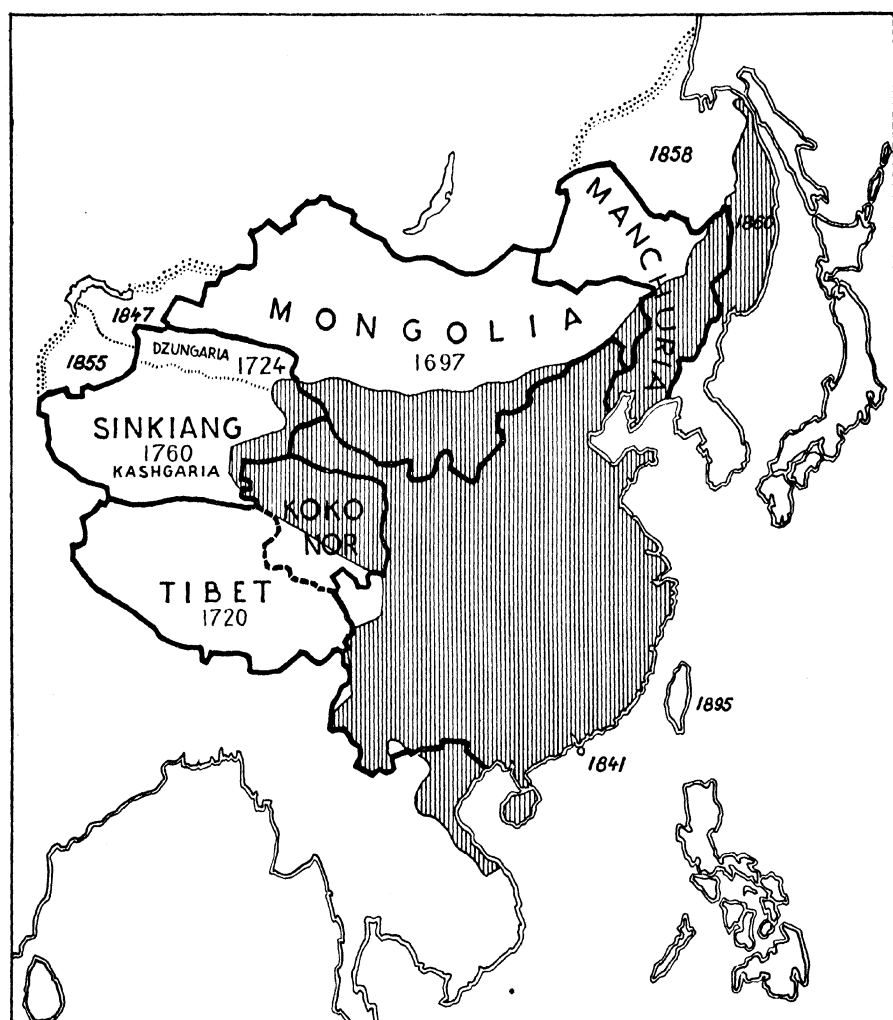 1858
MANCHURIA
1860
MONGOLIA
1697
1847
DZUNGARIA
1724
1855
SINKIANG
1760
KASHGARIA
KOKO
NOR
TIBET
1720
1895
1841